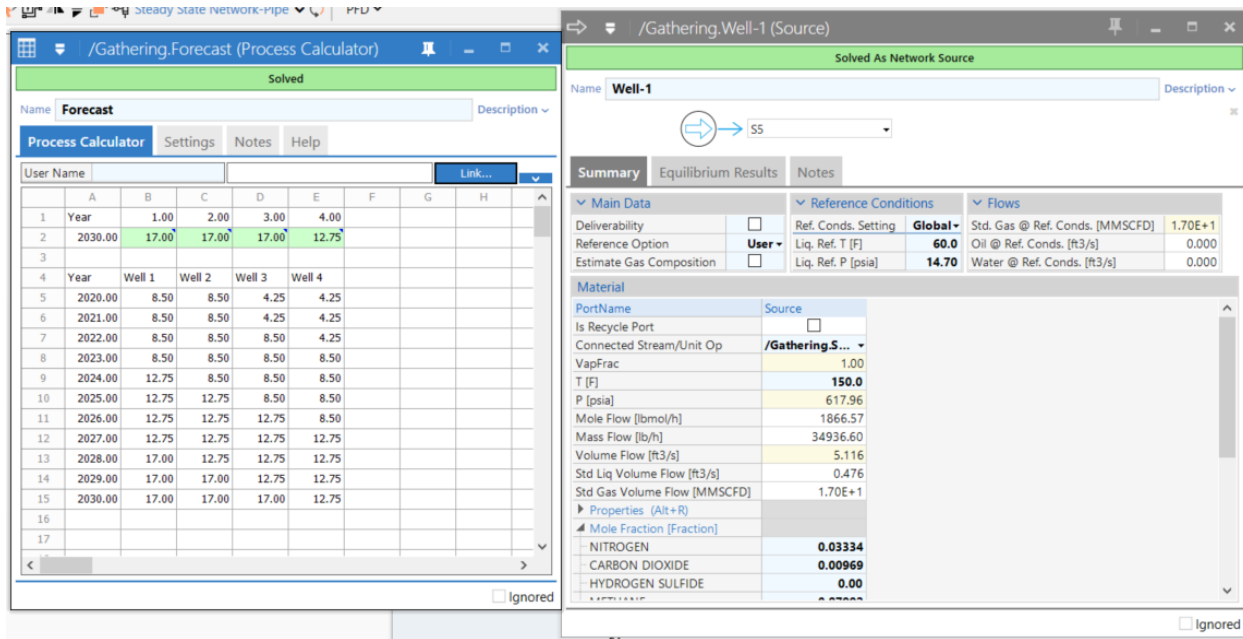 Steady State Network-Pipe PFD
/Gathering.Forecast (Process Calculator)
Solved
Name Forecast Description
Process Calculator Settings Notes Help
User Name Link...
A B C D E F G H
1 Year 1.00 2.00 3.00 4.00
2 2030.00 17.00 17.00 17.00 12.75
3
4 Year Well 1 Well 2 Well 3 Well 4
5 2020.00 8.50 8.50 4.25 4.25
6 2021.00 8.50 8.50 4.25 4.25
7 2022.00 8.50 8.50 8.50 4.25
8 2023.00 8.50 8.50 8.50 8.50
9 2024.00 12.75 8.50 8.50 8.50
10 2025.00 12.75 12.75 8.50 8.50
11 2026.00 12.75 12.75 12.75 8.50
12 2027.00 12.75 12.75 12.75 12.75
13 2028.00 17.00 12.75 12.75 12.75
14 2029.00 17.00 17.00 12.75 12.75
15 2030.00 17.00 17.00 17.00 12.75
16
17
Ignored
/Gathering.Well-1 (Source)
Solved As Network Source
Name Well-1 Description
S5
Summary Equilibrium Results Notes
Main Data Reference Conditions Flows
Deliverability Ref. Conds. Setting Global Std. Gas @ Ref. Conds. [MMSCFD] 1.70E+1
Reference Option User Liq. Ref. T [F] 60.0 Oil @ Ref. Conds. [ft3/s] 0.000
Estimate Gas Composition Liq. Ref. P [psia] 14.70 Water @ Ref. Conds. [ft3/s] 0.000
Material
PortName Source
Is Recycle Port
Connected Stream/Unit Op /Gathering.S...
VapFrac 1.00
T [F] 150.0
P [psia] 617.96
Mole Flow [lbmol/h] 1866.57
Mass Flow [lb/h] 34936.60
Volume Flow [ft3/s] 5.116
Std Liq Volume Flow [ft3/s] 0.476
Std Gas Volume Flow [MMSCFD] 1.70E+1
Properties (Alt+R)
Mole Fraction [Fraction]
NITROGEN 0.03334
CARBON DIOXIDE 0.00969
HYDROGEN SULFIDE 0.00
METHANE
Ignored